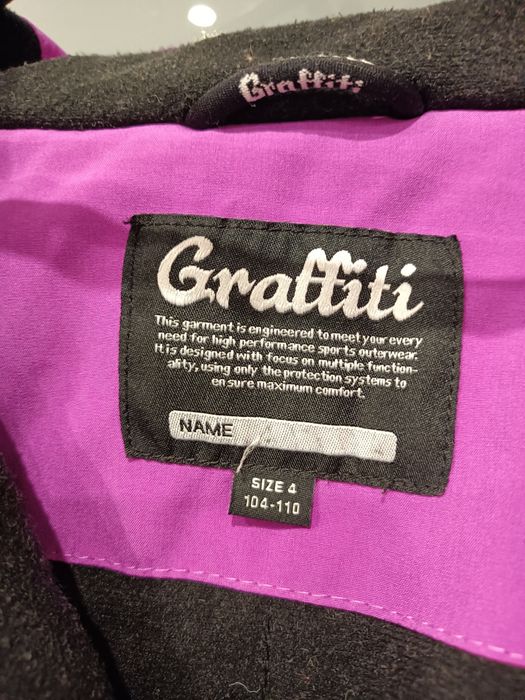 Graffiti
Graffiti
This garment is engineered to meet your every
need for high performance sports outerwear.
It is designed with focus on multiple function-
ality, using only the protection systems to
ensure maximum comfort.
NAME
SIZE 4
104-110